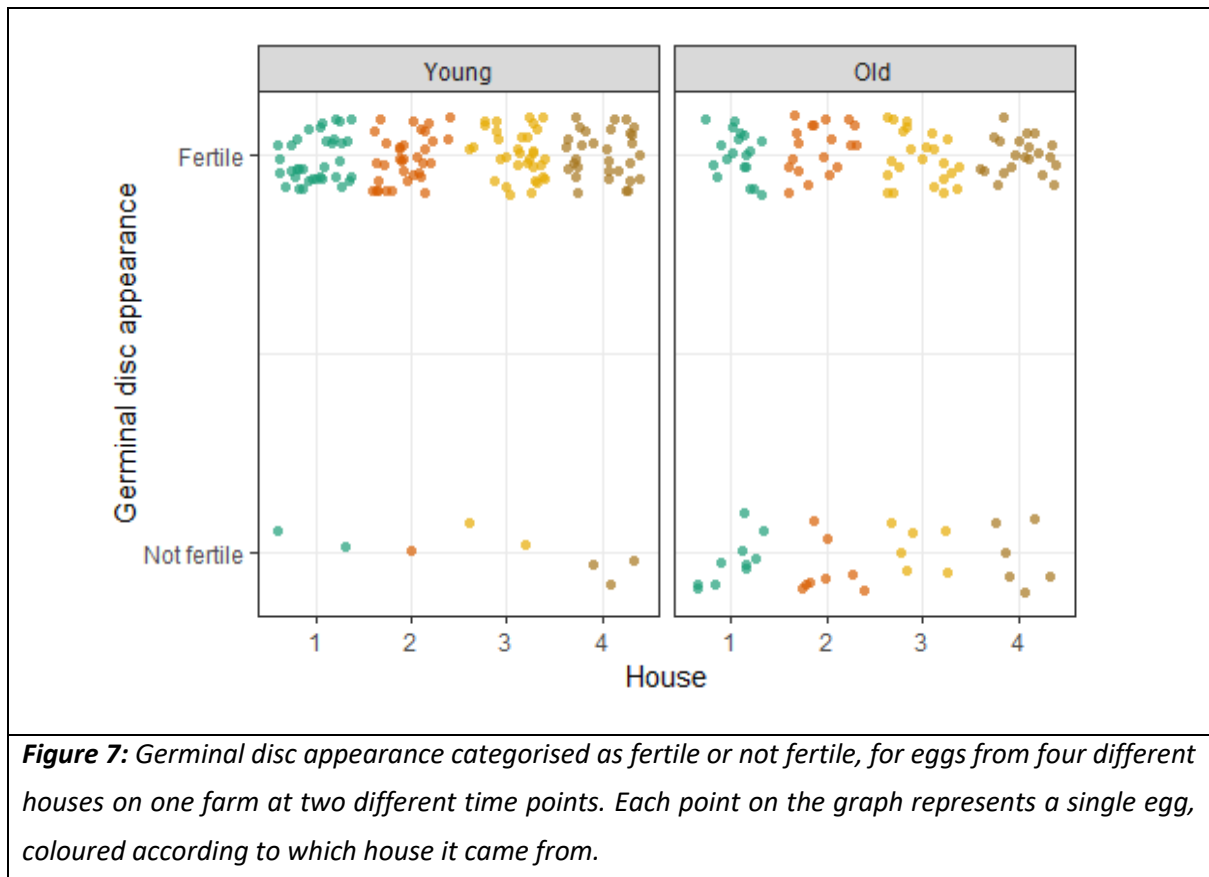 Young Old
Fertile
Germinal disc appearance
Not fertile
1 2 3 4 1 2 3 4
House
Figure 7: Germinal disc appearance categorised as fertile or not fertile, for eggs from four different
houses on one farm at two different time points. Each point on the graph represents a single egg,
coloured according to which house it came from.